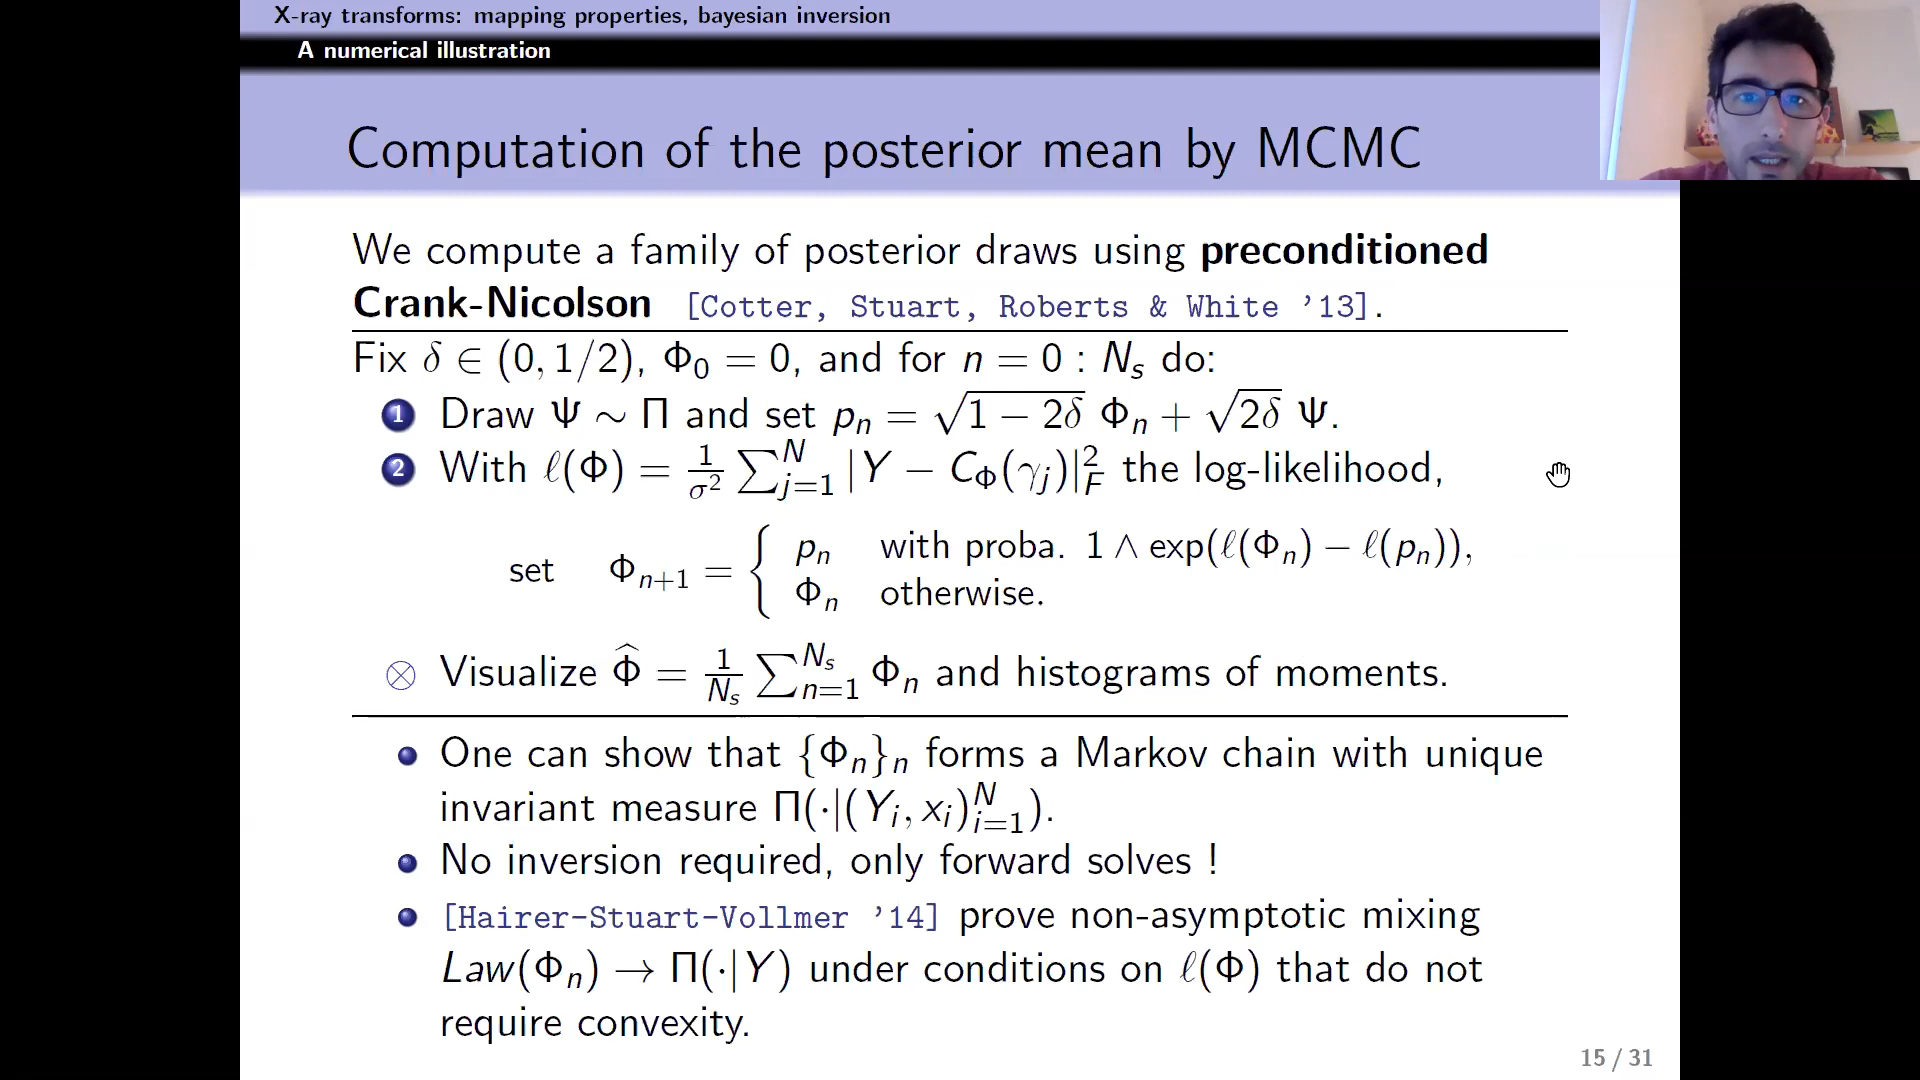 X-ray transforms: mapping properties, bayesian inversion
A numerical illustration
Computation of the posterior mean by MCMC
We compute a family of posterior draws using preconditioned
Crank-Nicolson [Cotter, Stuart, Roberts & White '13].
Fix δ ∈ (0, 1/2), Φ₀ = 0, and for n = 0 : Nₛ do:
1 Draw Ψ ∼ Π and set pₙ = √(1 − 2δ) Φₙ + √(2δ) Ψ.
2 With ℓ(Φ) = 1/σ² ∑_{j=1}^{N} |Y − C_Φ(γ_j)|²_F the log-likelihood,
set Φₙ₊₁ = { pₙ with proba. 1 ∧ exp(ℓ(Φₙ) − ℓ(pₙ)),
Φₙ otherwise.
⊗ Visualize Φ̂ = 1/Nₛ ∑_{n=1}^{Nₛ} Φₙ and histograms of moments.
• One can show that {Φₙ}ₙ forms a Markov chain with unique
invariant measure Π(·|(Y_i, x_i)_{i=1}^{N}).
• No inversion required, only forward solves !
• [Hairer-Stuart-Vollmer '14] prove non-asymptotic mixing
Law(Φₙ) → Π(·|Y) under conditions on ℓ(Φ) that do not
require convexity.
15 / 31